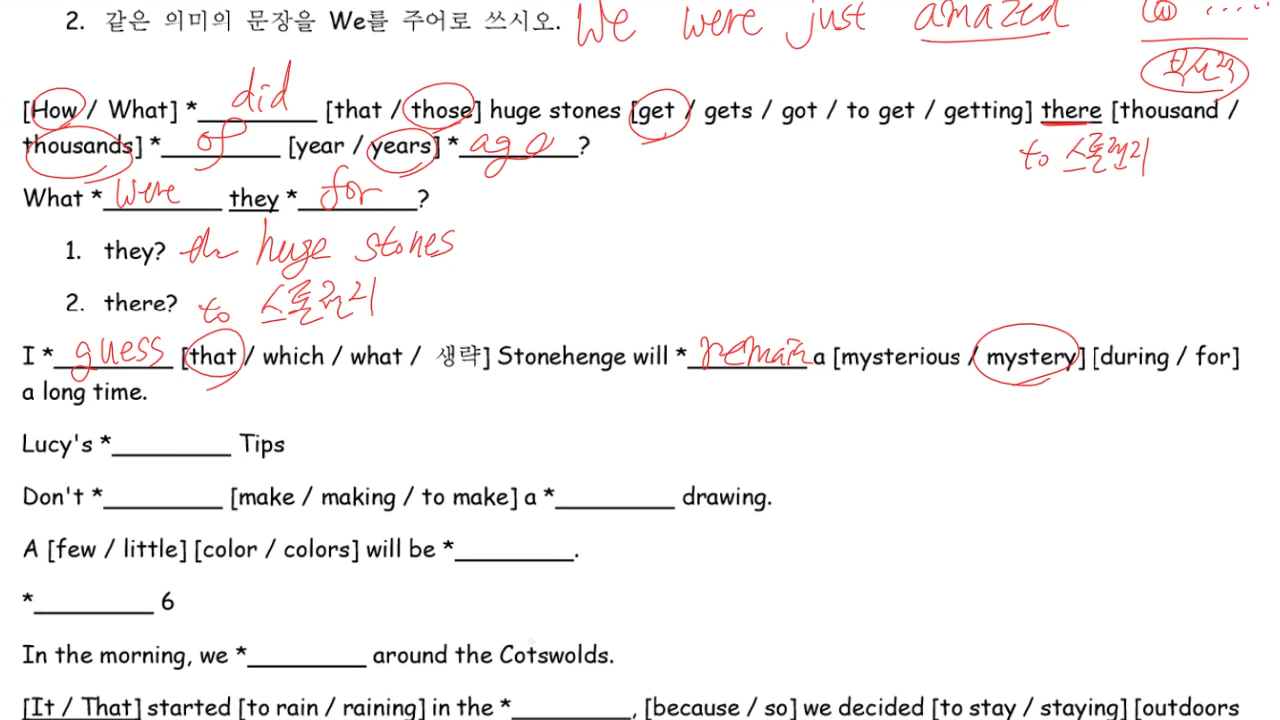 2. 같은 의미의 문장을 We를 주어로 쓰시오. We were just amazed
부사적
[How / What] * did [that / those] huge stones [get / gets / got / to get / getting] there [thousand /
thousands] * of [year / years] * ago ?
to 스톤헨지
What * were they * for ?
1. they? the huge stones
2. there? to 스톤헨지
I * guess [that / which / what / 생략] Stonehenge will * remain a [mysterious / mystery] [during / for]
a long time.
Lucy's *_________ Tips
Don't *_________ [make / making / to make] a *_________ drawing.
A [few / little] [color / colors] will be *_________.
*_________ 6
In the morning, we *_________ around the Cotswolds.
[It / That] started [to rain / raining] in the *_________, [because / so] we decided [to stay / staying] [outdoors